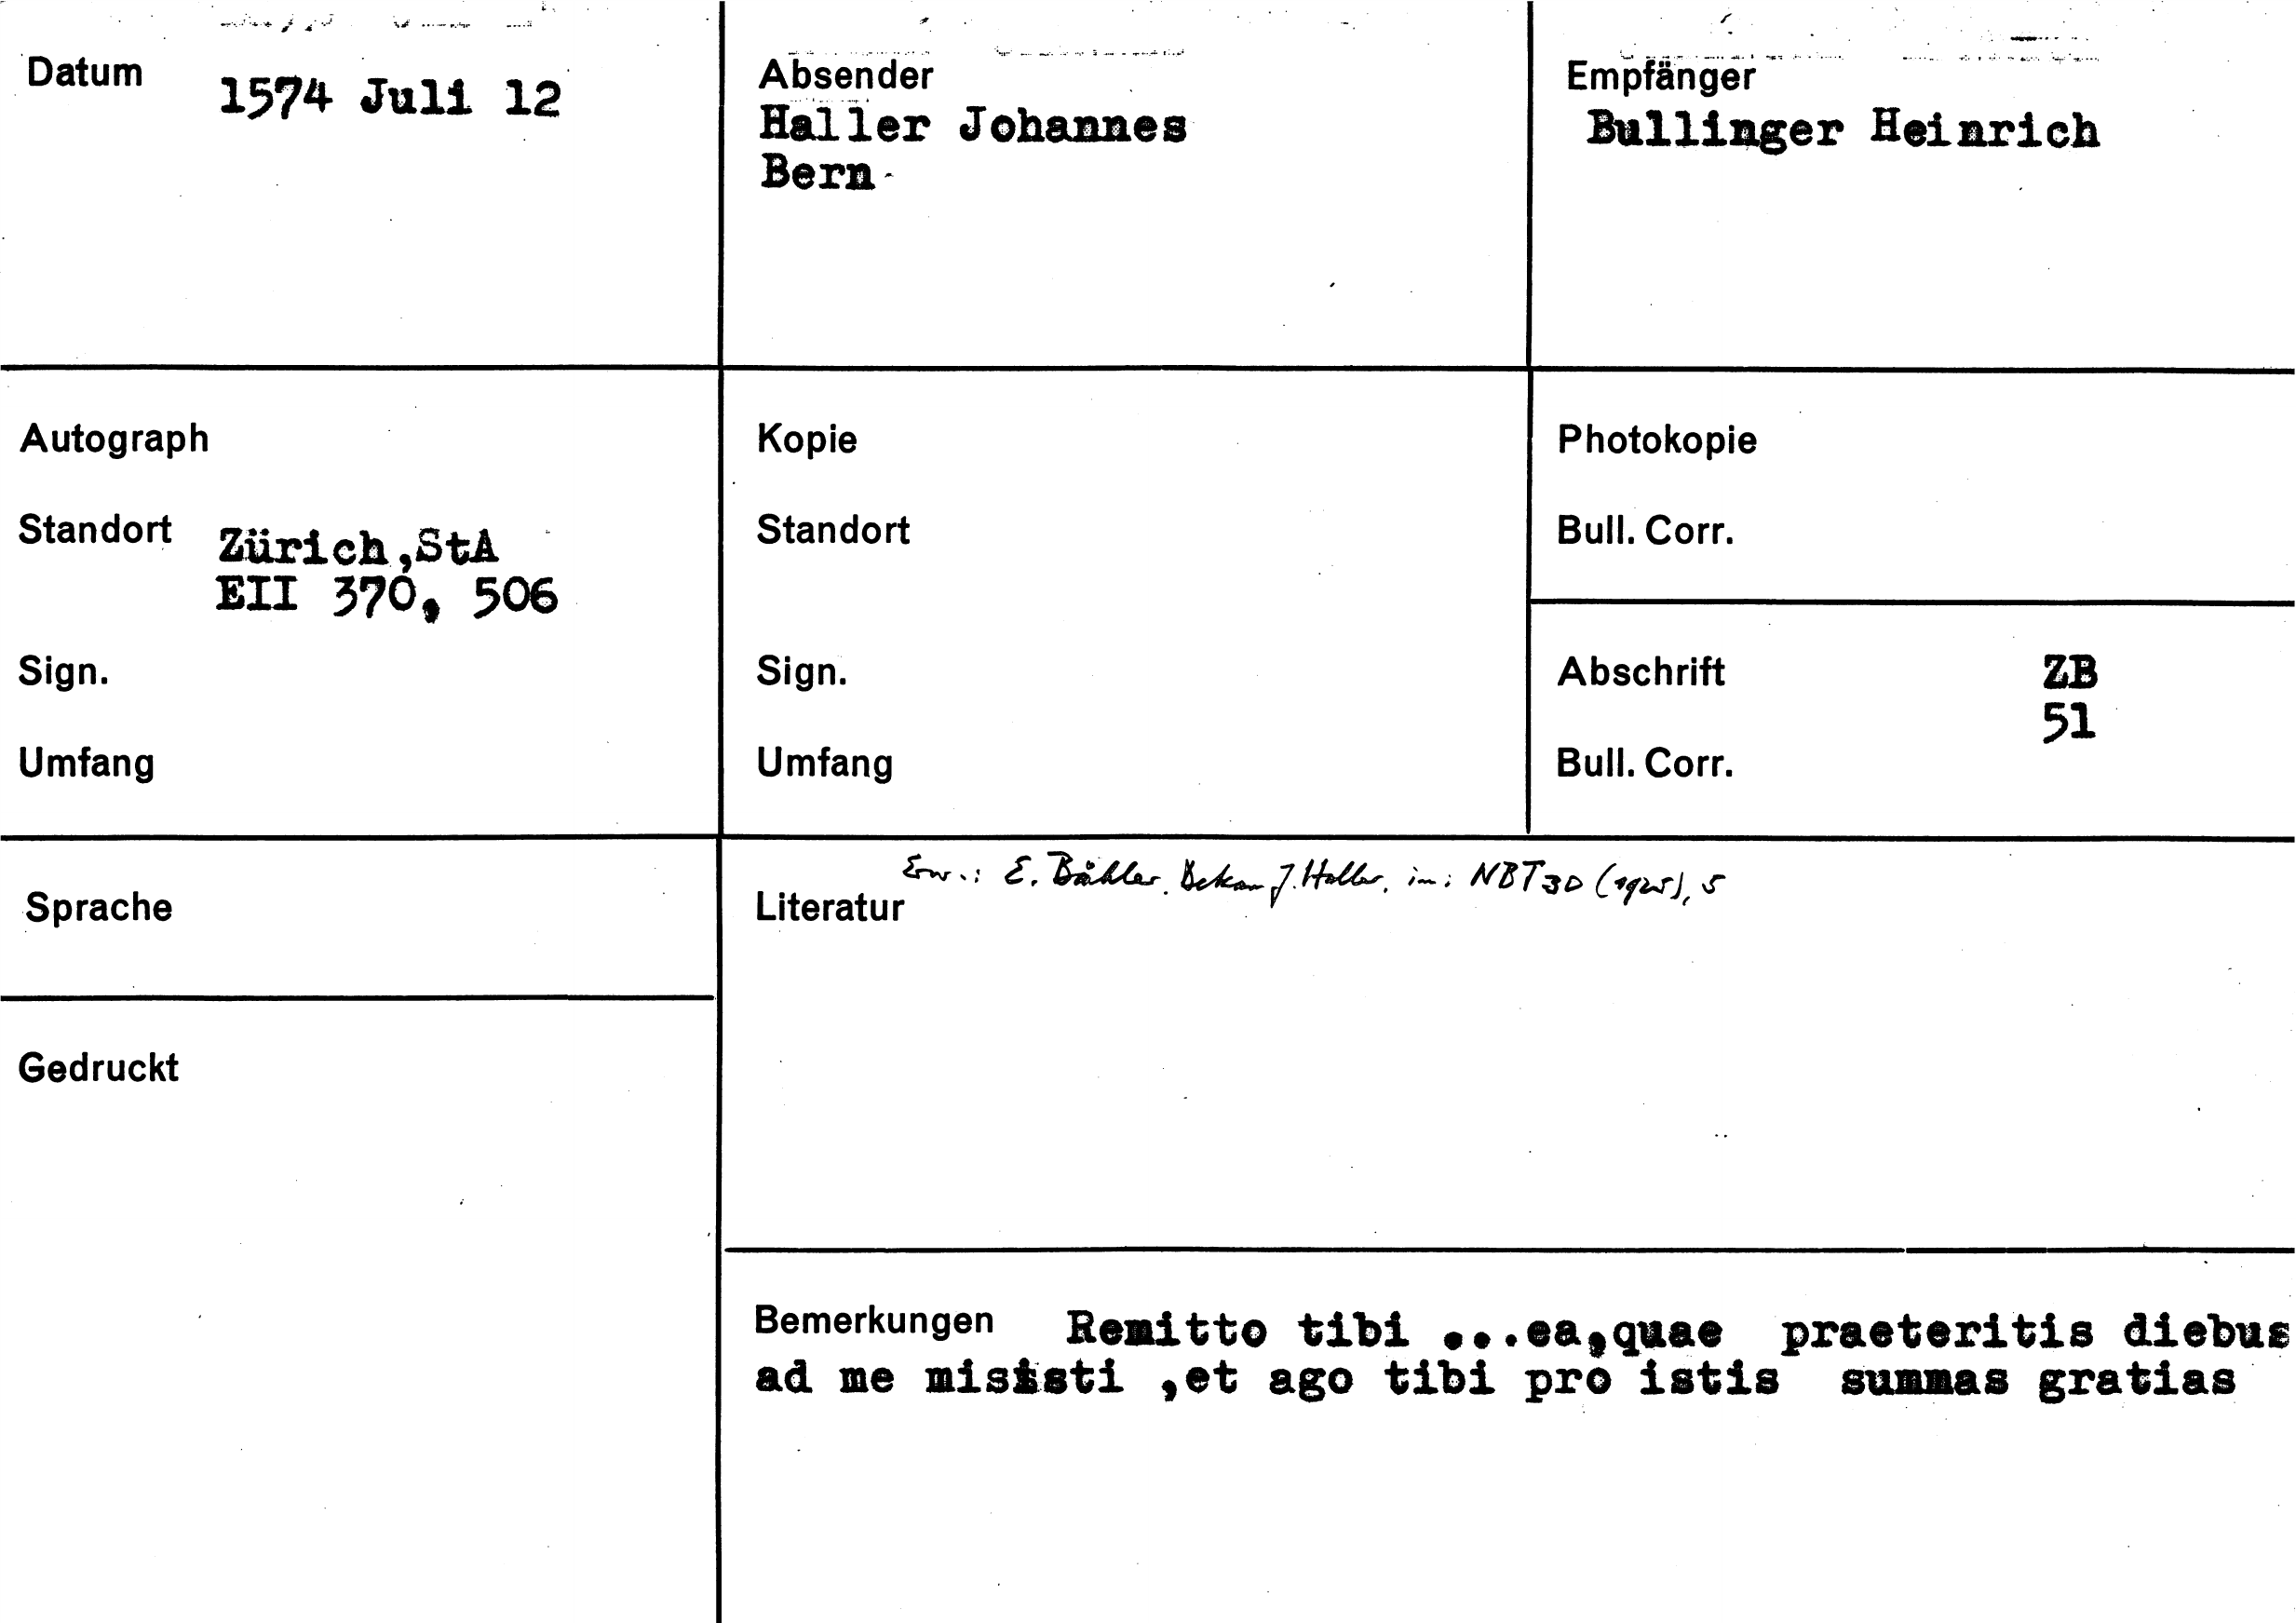 Datum 1574 Juli 12
Absender
Haller Johannes
Bern
Empfänger
Bullinger Heinrich
Autograph
Standort Zürich,StA
EII 370, 506
Sign.
Umfang
Kopie
Standort
Sign.
Umfang
Photokopie
Bull. Corr.
Abschrift ZB
51
Bull. Corr.
Sprache
Gedruckt
Erw.: E. Bähler. Dekan J. Haller, in: NBT 30 (1925), 5
Literatur
Bemerkungen Remitto tibi ...ea,quae praeteritis diebus
ad me misisti ,et ago tibi pro istis summas gratias